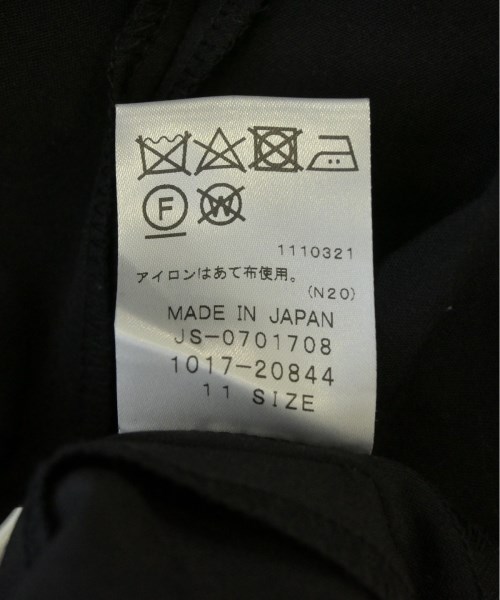 F W
1110321
アイロンはあて布使用。
(N20)
MADE IN JAPAN
JS-0701708
1017-20844
11 SIZE